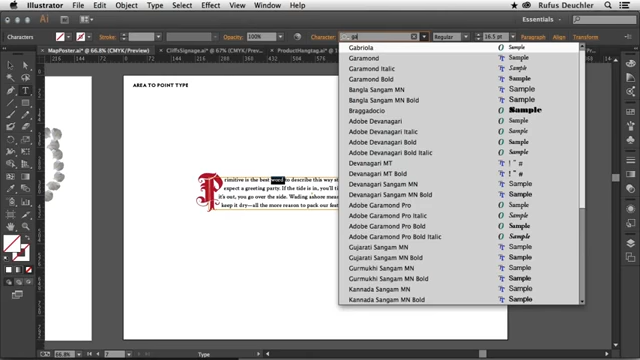 Illustrator File Edit Object Type Select Effect View Window Help
Rufus Deuchler
Ai
Essentials
Characters Stroke: Opacity: 100% Character: ga Regular 16.5 pt Paragraph Align Transform
MapPoster.ai* @ 66.8% (CMYK/Preview) CliffsSignage.ai* @ 67% (CMYK/Preview) ProductHangtag.ai* @
AREA TO POINT TYPE
Primitive is the best word to describe this way
expect a greeting party. If the tide is in, you'll
it's out, you go over the side. Wading ashore
keep it dry—all the more reason to pack our
Gabriola Sample
Garamond Sample
Garamond Italic Sample
Garamond Bold Sample
Bangla Sangam MN Sample
Bangla Sangam MN Bold Sample
Braggadocio Sample
Adobe Devanagari Sample
Adobe Devanagari Italic Sample
Adobe Devanagari Bold Sample
Adobe Devanagari Bold Italic Sample
Devanagari MT
Devanagari MT Bold
Devanagari Sangam MN Sample
Devanagari Sangam MN Bold Sample
Adobe Garamond Pro Sample
Adobe Garamond Pro Italic Sample
Adobe Garamond Pro Bold Sample
Adobe Garamond Pro Bold Italic Sample
Gujarati Sangam MN Sample
Gujarati Sangam MN Bold Sample
Gurmukhi Sangam MN Sample
Gurmukhi Sangam MN Bold Sample
Kannada Sangam MN Sample
Kannada Sangam MN Bold Sample
66.8% 7 Type